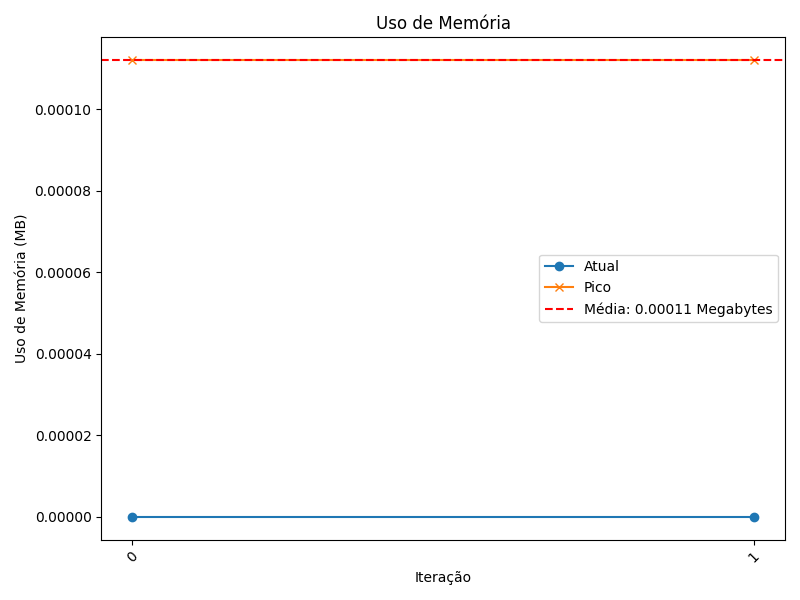 Uso de Memória
Uso de Memória (MB)
0.00010
0.00008
0.00006
0.00004
0.00002
0.00000
Atual
Pico
Média: 0.00011 Megabytes
0
1
Iteração